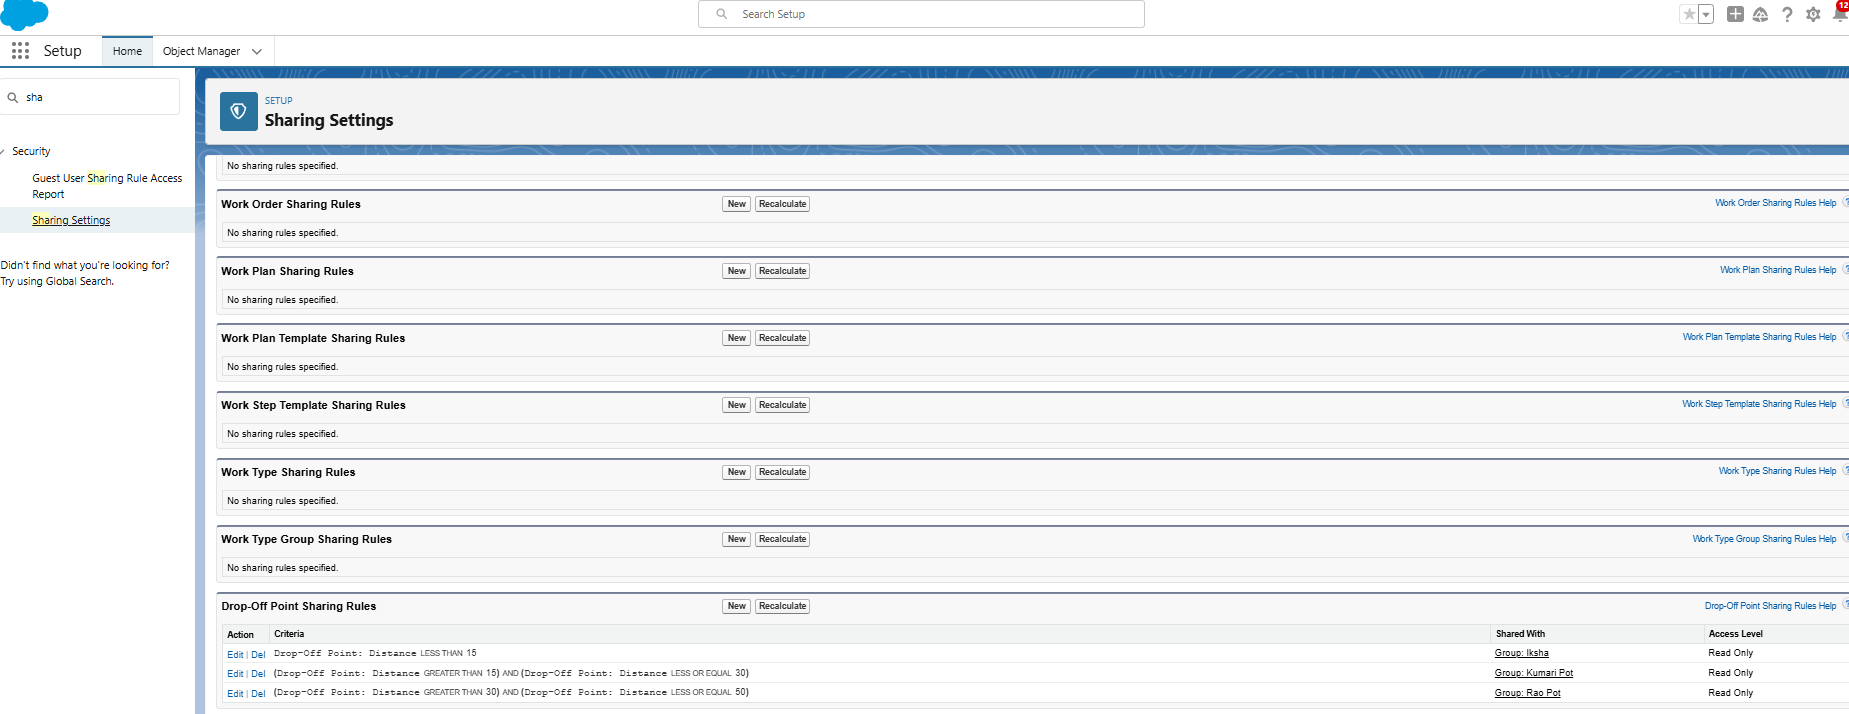 Search Setup
12
Setup
Home
Object Manager
sha
Security
Guest User Sharing Rule Access
Report
Sharing Settings
Didn't find what you're looking for?
Try using Global Search.
SETUP
Sharing Settings
No sharing rules specified.
Work Order Sharing Rules
New
Recalculate
Work Order Sharing Rules Help
No sharing rules specified.
Work Plan Sharing Rules
New
Recalculate
Work Plan Sharing Rules Help
No sharing rules specified.
Work Plan Template Sharing Rules
New
Recalculate
Work Plan Template Sharing Rules Help
No sharing rules specified.
Work Step Template Sharing Rules
New
Recalculate
Work Step Template Sharing Rules Help
No sharing rules specified.
Work Type Sharing Rules
New
Recalculate
Work Type Sharing Rules Help
No sharing rules specified.
Work Type Group Sharing Rules
New
Recalculate
Work Type Group Sharing Rules Help
No sharing rules specified.
Drop-Off Point Sharing Rules
New
Recalculate
Drop-Off Point Sharing Rules Help
Action Criteria Shared With Access Level
Edit | Del Drop-Off Point: Distance LESS THAN 15 Group: Iksha Read Only
Edit | Del (Drop-Off Point: Distance GREATER THAN 15) AND (Drop-Off Point: Distance LESS OR EQUAL 30) Group: Kumari Pot Read Only
Edit | Del (Drop-Off Point: Distance GREATER THAN 30) AND (Drop-Off Point: Distance LESS OR EQUAL 50) Group: Rao Pot Read Only